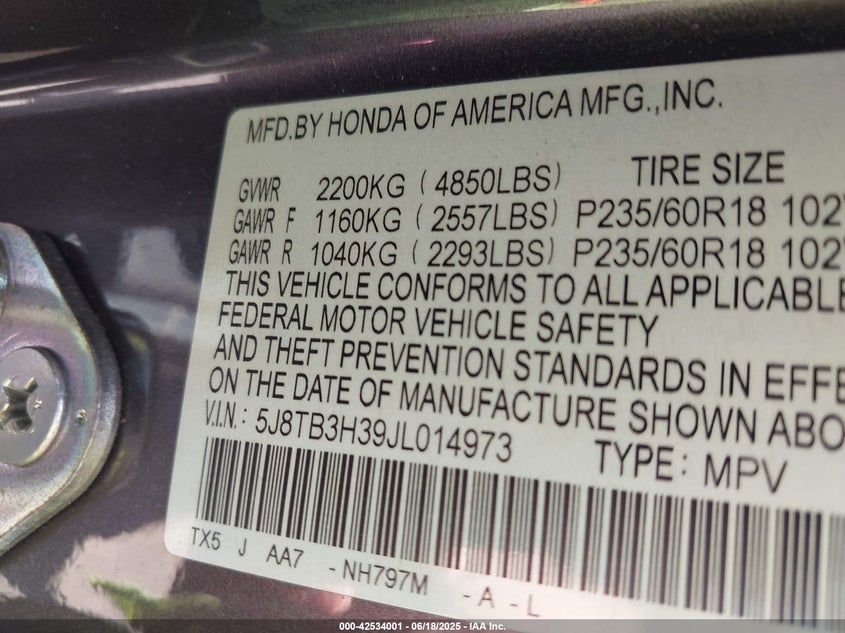 MFD.BY HONDA OF AMERICA MFG.,INC.
GVWR 2200KG (4850LBS) TIRE SIZE
GAWR F 1160KG (2557LBS) P235/60R18 102V
GAWR R 1040KG (2293LBS) P235/60R18 102V
THIS VEHICLE CONFORMS TO ALL APPLICABLE
FEDERAL MOTOR VEHICLE SAFETY
AND THEFT PREVENTION STANDARDS IN EFFE
ON THE DATE OF MANUFACTURE SHOWN ABO
V.I.N.: 5J8TB3H39JL014973 TYPE: MPV
TX5 J AA7 -NH797M -A -L
000-42534001 - 06/18/2025 - IAA Inc.